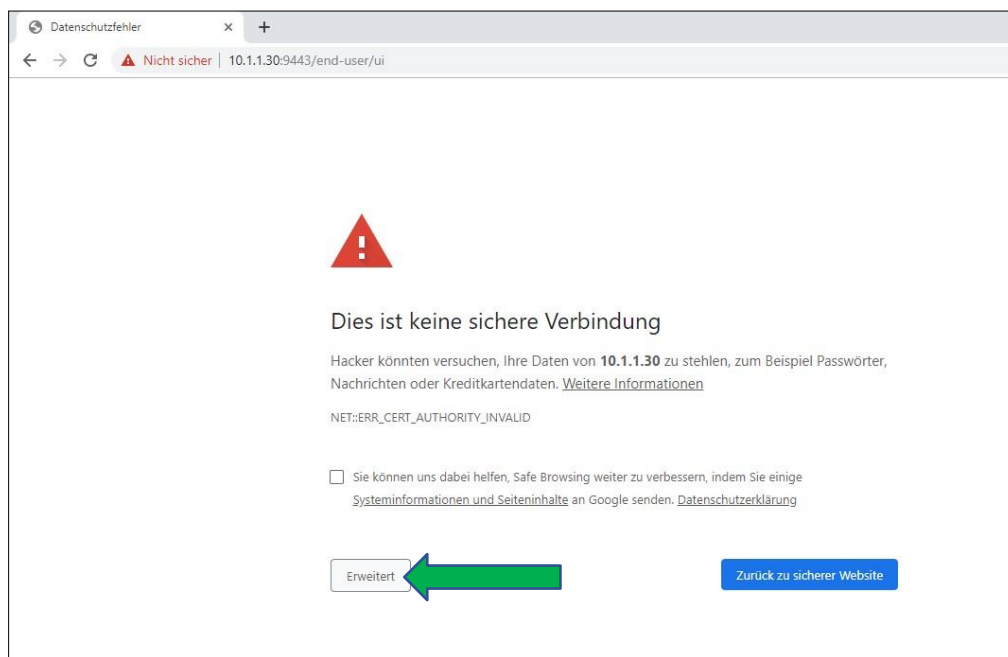 Datenschutzfehler
Nicht sicher | 10.1.1.30:9443/end-user/ui
Dies ist keine sichere Verbindung
Hacker könnten versuchen, Ihre Daten von 10.1.1.30 zu stehlen, zum Beispiel Passwörter,
Nachrichten oder Kreditkartendaten. Weitere Informationen
NET::ERR_CERT_AUTHORITY_INVALID
Sie können uns dabei helfen, Safe Browsing weiter zu verbessern, indem Sie einige
Systeminformationen und Seiteninhalte an Google senden. Datenschutzerklärung
Erweitert
Zurück zu sicherer Website